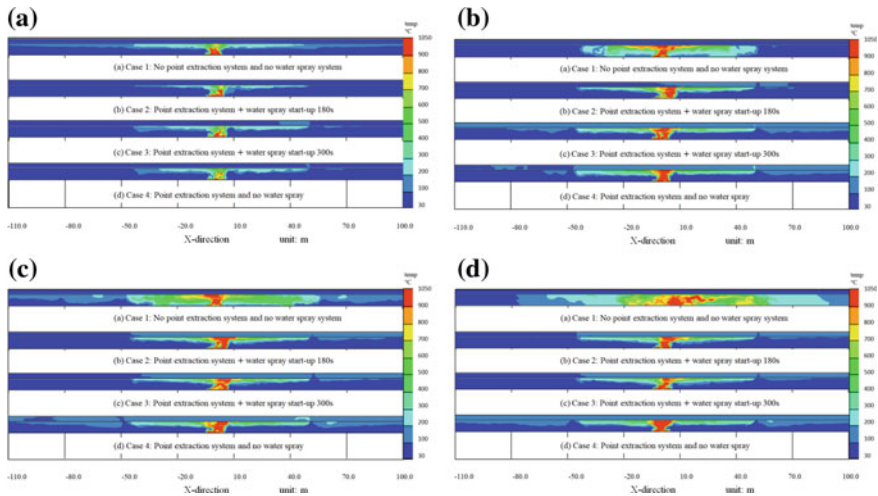 (a)
temp
°C
1050
900
800
700
600
500
400
300
200
100
30
(a) Case 1: No point extraction system and no water spray system
(b) Case 2: Point extraction system + water spray start-up 180s
(c) Case 3: Point extraction system + water spray start-up 300s
(d) Case 4: Point extraction system and no water spray
-110.0 -80.0 -50.0 -20.0 10.0 40.0 70.0 100.0
X-direction unit: m
(b)
temp
°C
1050
900
800
700
600
500
400
300
200
100
30
(a) Case 1: No point extraction system and no water spray system
(b) Case 2: Point extraction system + water spray start-up 180s
(c) Case 3: Point extraction system + water spray start-up 300s
(d) Case 4: Point extraction system and no water spray
-110.0 -80.0 -50.0 -20.0 10.0 40.0 70.0 100.0
X-direction unit: m
(c)
temp
°C
1050
900
800
700
600
500
400
300
200
100
30
(a) Case 1: No point extraction system and no water spray system
(b) Case 2: Point extraction system + water spray start-up 180s
(c) Case 3: Point extraction system + water spray start-up 300s
(d) Case 4: Point extraction system and no water spray
-110.0 -80.0 -50.0 -20.0 10.0 40.0 70.0 100.0
X-direction unit: m
(d)
temp
°C
1050
900
800
700
600
500
400
300
200
100
30
(a) Case 1: No point extraction system and no water spray system
(b) Case 2: Point extraction system + water spray start-up 180s
(c) Case 3: Point extraction system + water spray start-up 300s
(d) Case 4: Point extraction system and no water spray
-110.0 -80.0 -50.0 -20.0 10.0 40.0 70.0 100.0
X-direction unit: m